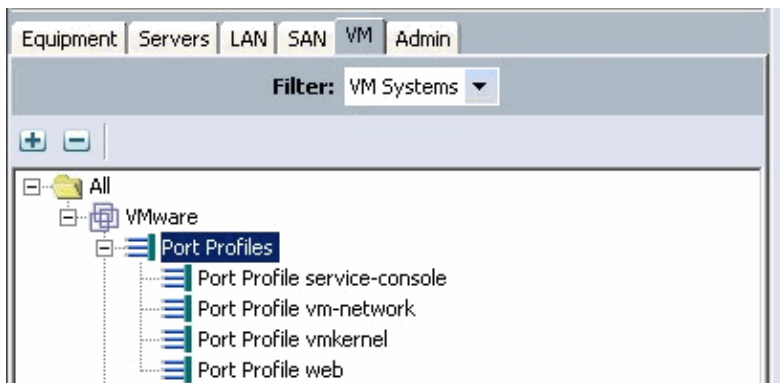 Equipment Servers LAN SAN VM Admin
Filter: VM Systems
All
VMware
Port Profiles
Port Profile service-console
Port Profile vm-network
Port Profile vmkernel
Port Profile web